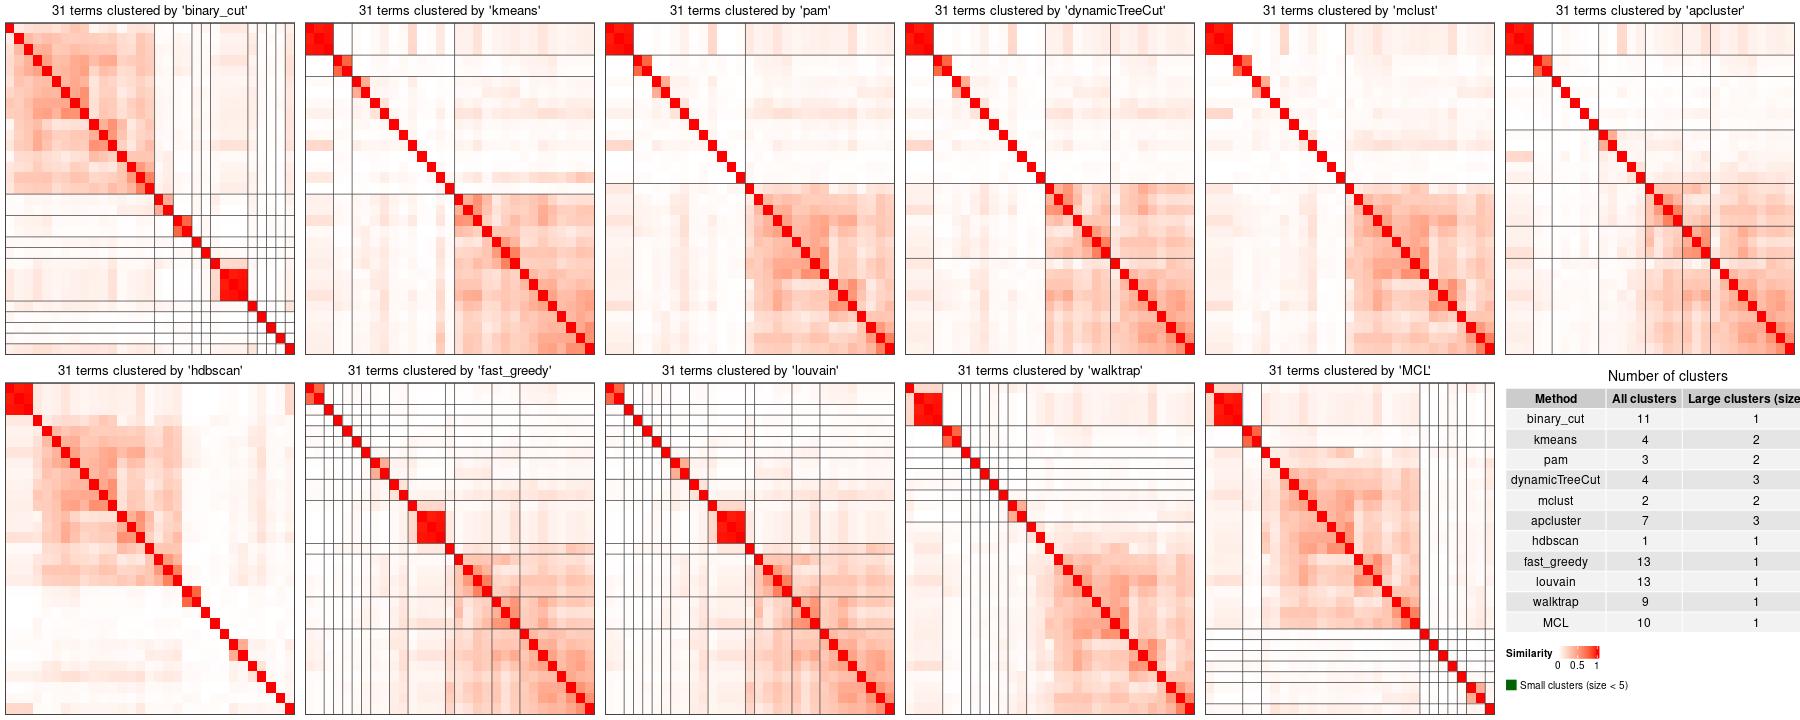 31 terms clustered by 'binary_cut'
31 terms clustered by 'kmeans'
31 terms clustered by 'pam'
31 terms clustered by 'dynamicTreeCut'
31 terms clustered by 'mclust'
31 terms clustered by 'apcluster'
31 terms clustered by 'hdbscan'
31 terms clustered by 'fast_greedy'
31 terms clustered by 'louvain'
31 terms clustered by 'walktrap'
31 terms clustered by 'MCL'
Number of clusters
Method All clusters Large clusters (size
binary_cut 11 1
kmeans 4 2
pam 3 2
dynamicTreeCut 4 3
mclust 2 2
apcluster 7 3
hdbscan 1 1
fast_greedy 13 1
louvain 13 1
walktrap 9 1
MCL 10 1
Similarity
0 0.5 1
Small clusters (size < 5)